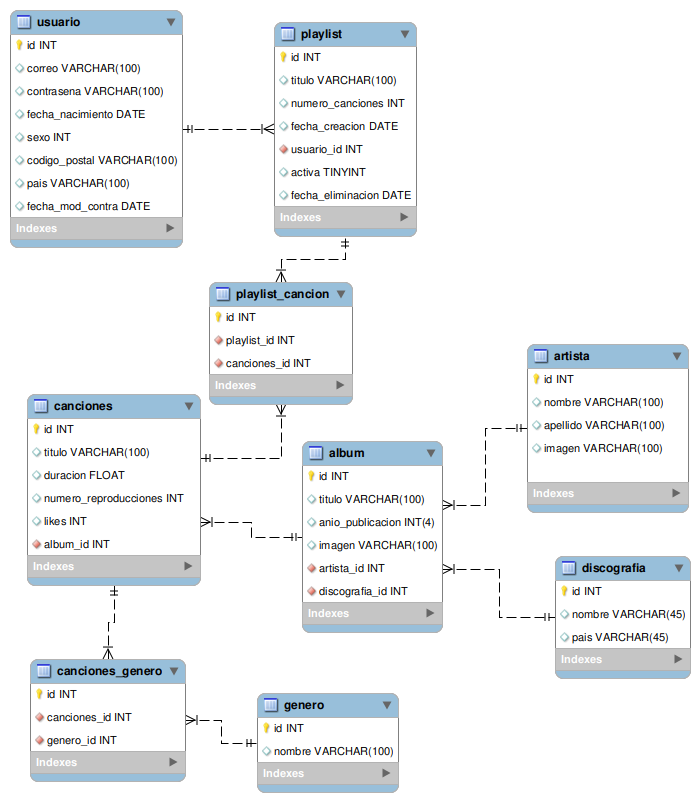 usuario
id INT
correo VARCHAR(100)
contrasena VARCHAR(100)
fecha_nacimiento DATE
sexo INT
codigo_postal VARCHAR(100)
pais VARCHAR(100)
fecha_mod_contra DATE
Indexes
playlist
id INT
titulo VARCHAR(100)
numero_canciones INT
fecha_creacion DATE
usuario_id INT
activa TINYINT
fecha_eliminacion DATE
Indexes
playlist_cancion
id INT
playlist_id INT
canciones_id INT
Indexes
canciones
id INT
titulo VARCHAR(100)
duracion FLOAT
numero_reproducciones INT
likes INT
album_id INT
Indexes
album
id INT
titulo VARCHAR(100)
anio_publicacion INT(4)
imagen VARCHAR(100)
artista_id INT
discografia_id INT
Indexes
artista
id INT
nombre VARCHAR(100)
apellido VARCHAR(100)
imagen VARCHAR(100)
Indexes
discografia
id INT
nombre VARCHAR(45)
pais VARCHAR(45)
Indexes
canciones_genero
id INT
canciones_id INT
genero_id INT
Indexes
genero
id INT
nombre VARCHAR(100)
Indexes